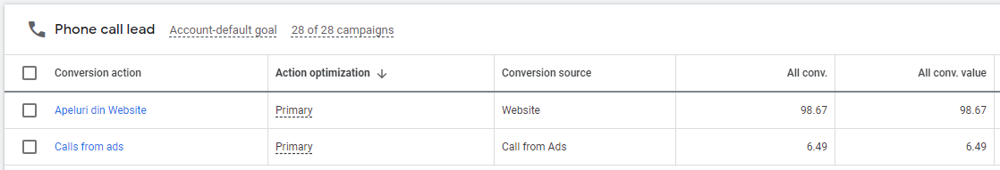 Phone call lead Account-default goal 28 of 28 campaigns
Conversion action Action optimization Conversion source All conv. All conv. value
Apeluri din Website Primary Website 98.67 98.67
Calls from ads Primary Call from Ads 6.49 6.49